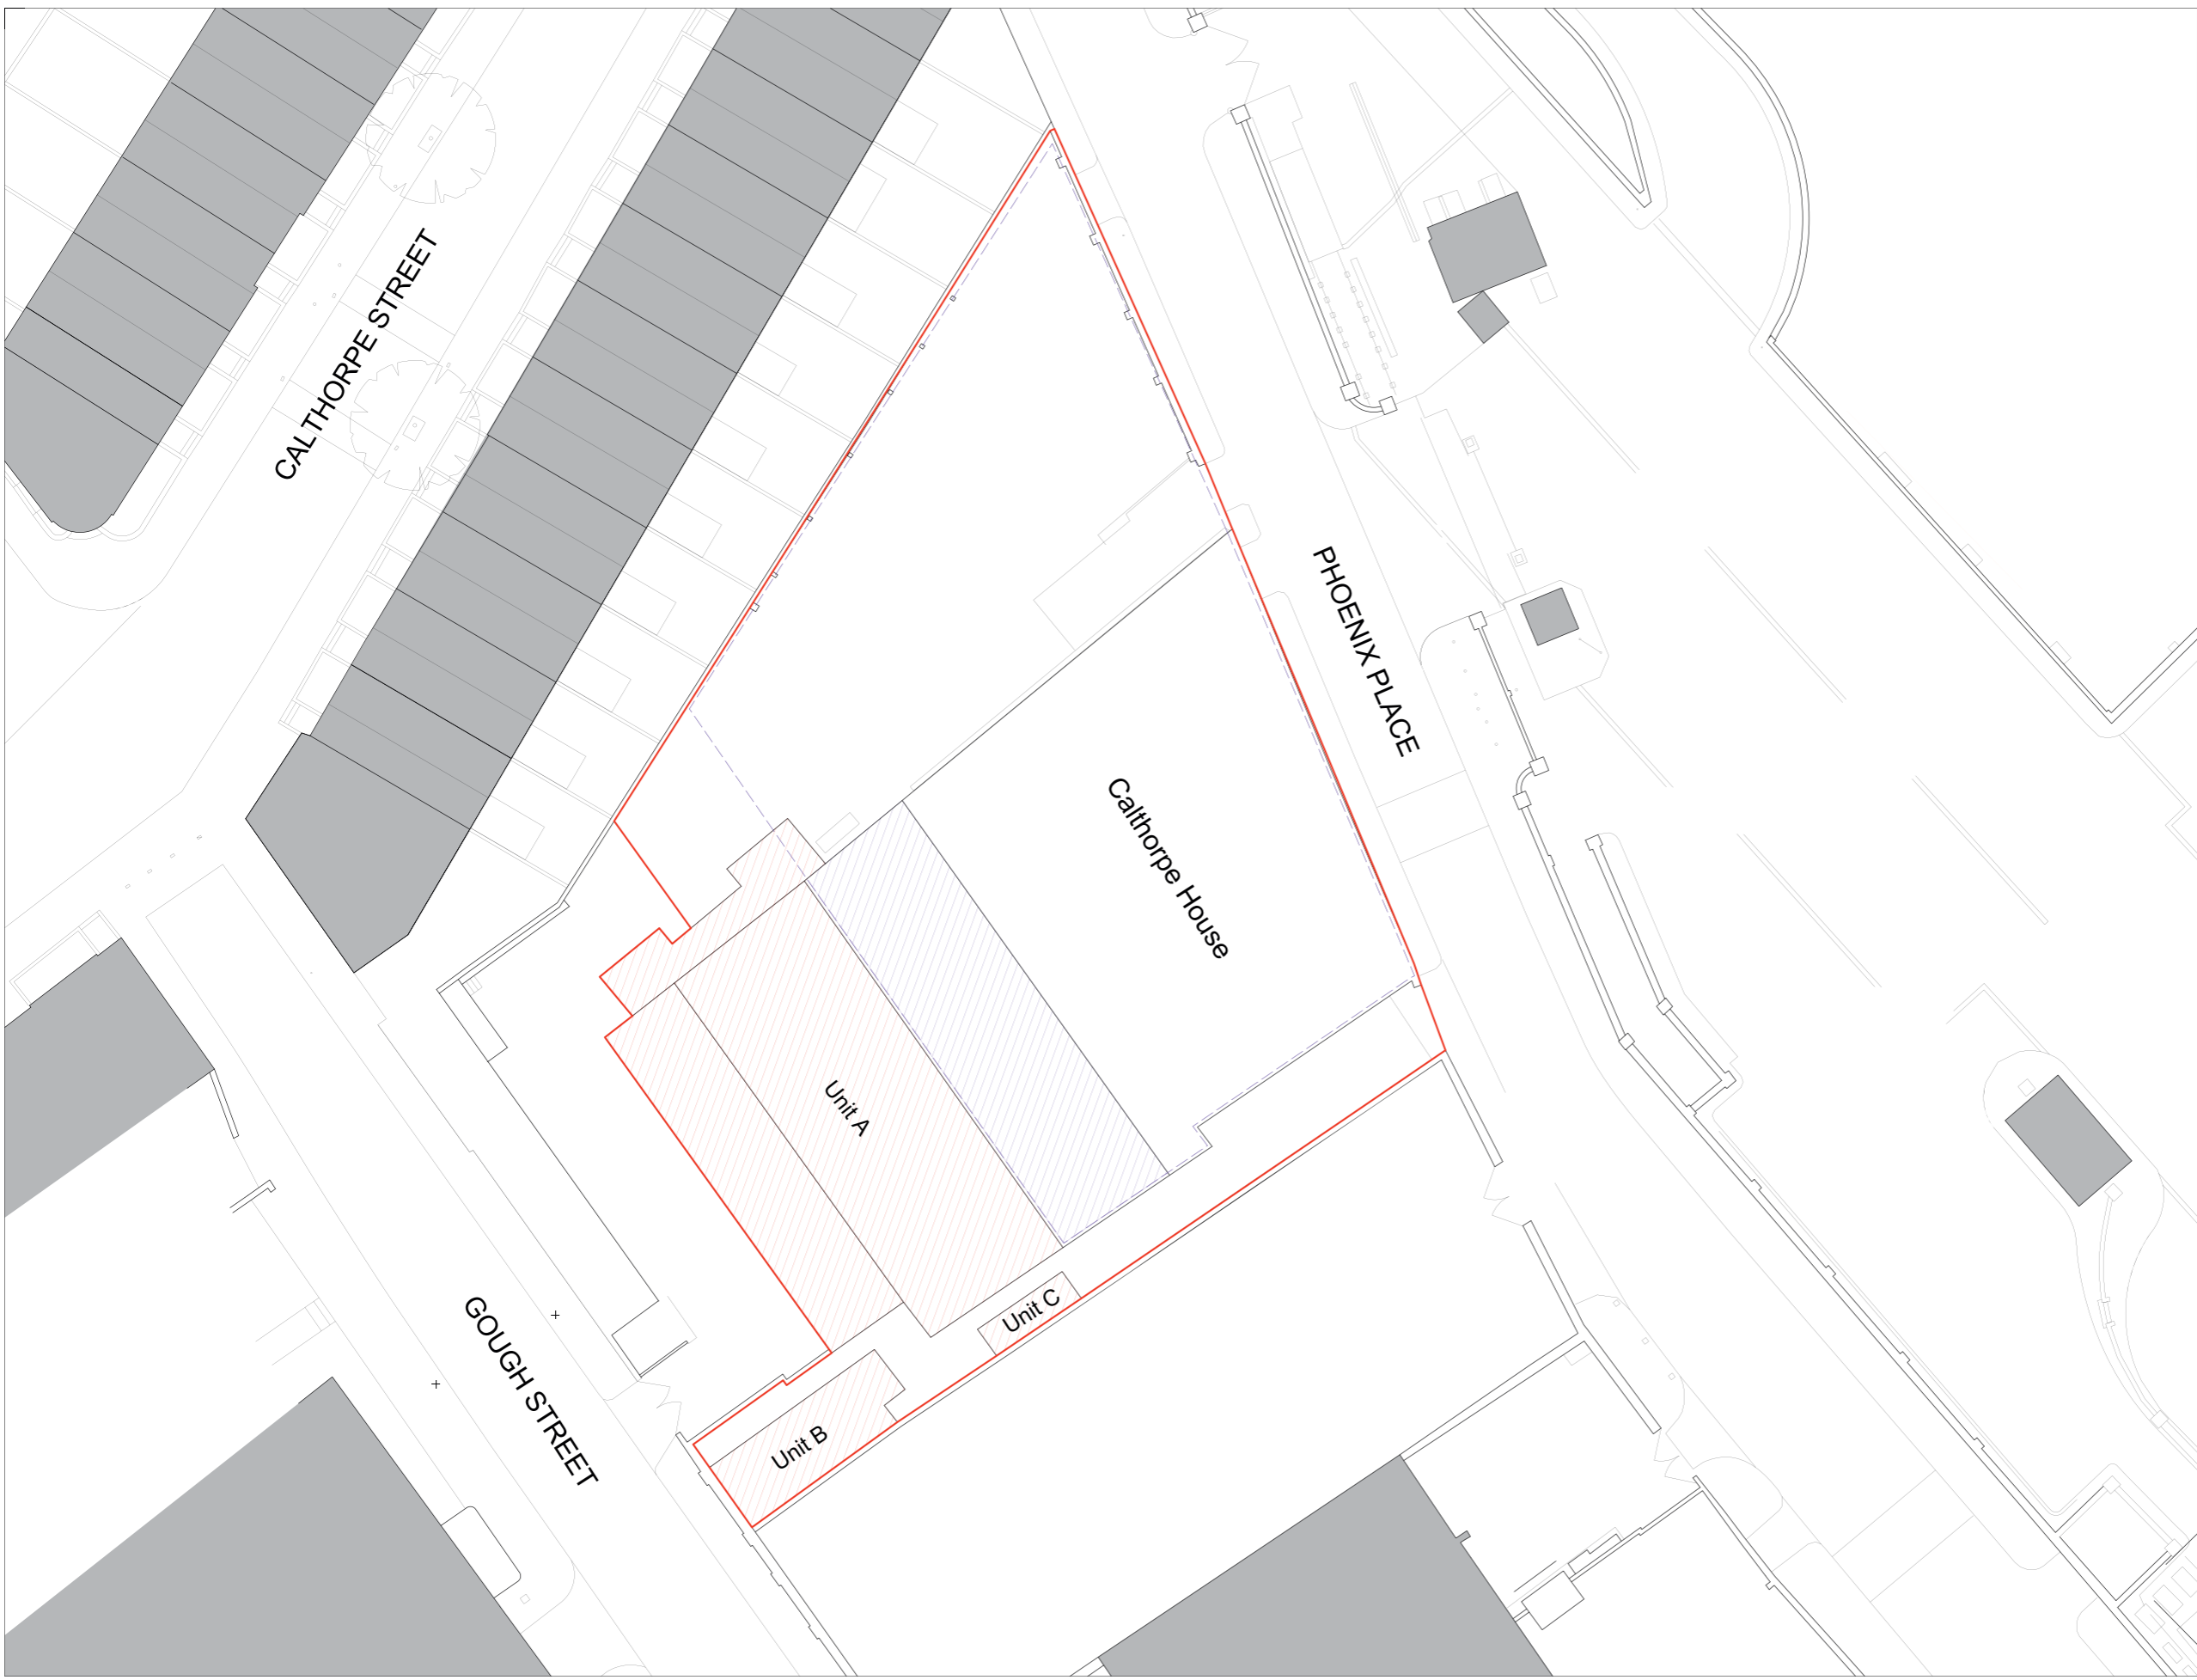 CALTHORPE STREET
PHOENIX PLACE
Calthorpe House
Unit A
Unit C
Unit B
GOUGH STREET